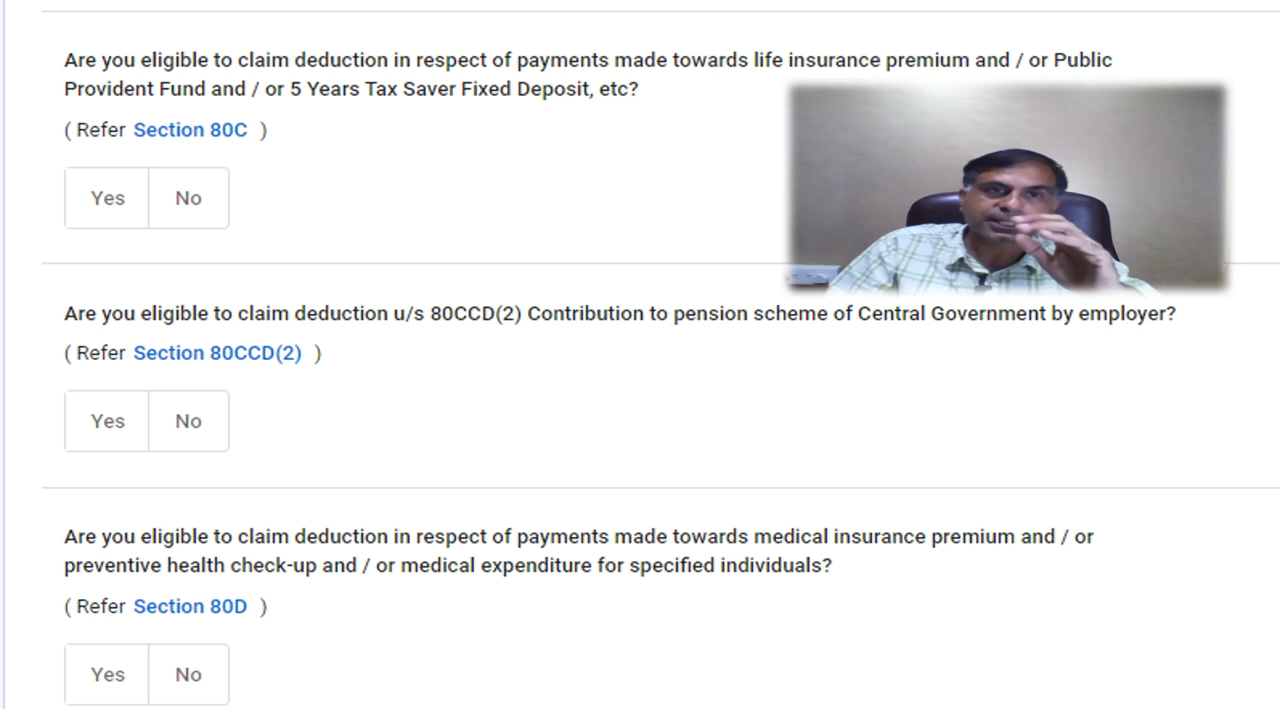 Are you eligible to claim deduction in respect of payments made towards life insurance premium and / or Public
Provident Fund and / or 5 Years Tax Saver Fixed Deposit, etc?
( Refer Section 80C )
Yes No
Are you eligible to claim deduction u/s 80CCD(2) Contribution to pension scheme of Central Government by employer?
( Refer Section 80CCD(2) )
Yes No
Are you eligible to claim deduction in respect of payments made towards medical insurance premium and / or
preventive health check-up and / or medical expenditure for specified individuals?
( Refer Section 80D )
Yes No